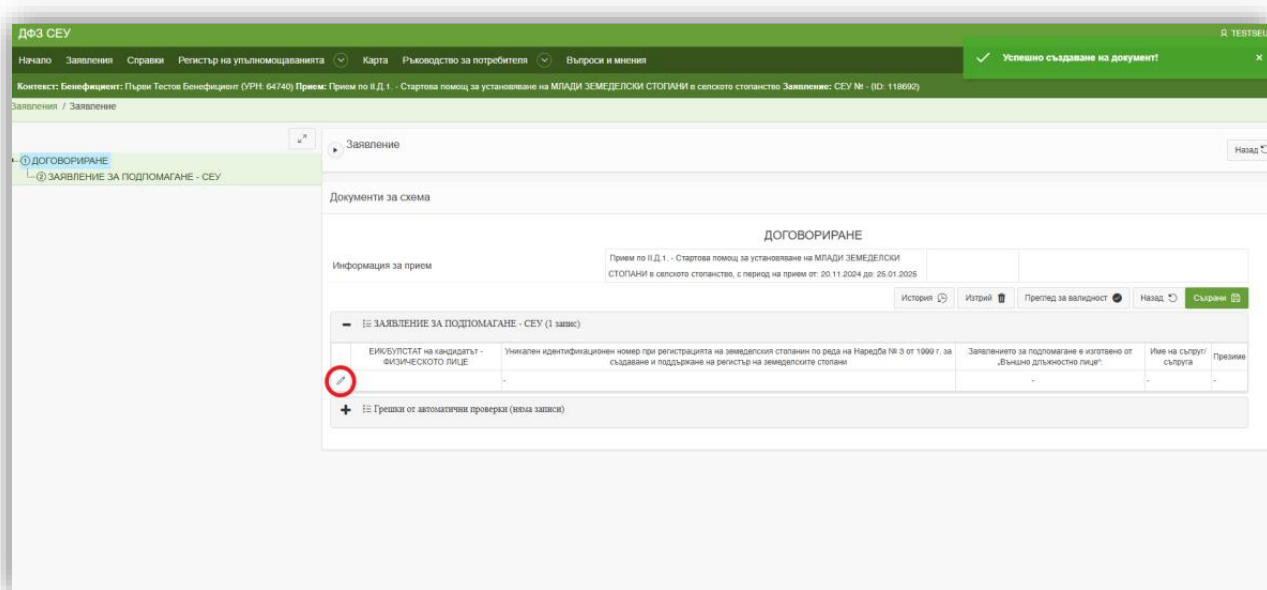 ДФЗ СЕУ
TESTSEU
Начало Заявления Справки Регистър на упълномощаванията Карта Ръководство за потребителя Въпроси и мнения
Успешно създаване на документ!
Контекст: Бенефициент: Първи Тестов Бенефициент (УРН: 64740) Прием: Прием по II.Д.1. - Стартова помощ за установяване на МЛАДИ ЗЕМЕДЕЛСКИ СТОПАНИ в селското стопанство Заявление: СЕУ № - (ID: 118692)
Заявления / Заявление
① ДОГОВОРИРАНЕ
② ЗАЯВЛЕНИЕ ЗА ПОДПОМАГАНЕ - СЕУ
Заявление
Назад
Документи за схема
ДОГОВОРИРАНЕ
Информация за прием
Прием по II.Д.1. - Стартова помощ за установяване на МЛАДИ ЗЕМЕДЕЛСКИ
СТОПАНИ в селското стопанство, с период на прием от: 20.11.2024 до: 25.01.2025
История Изтрий Преглед за валидност Назад Съхрани
ЗАЯВЛЕНИЕ ЗА ПОДПОМАГАНЕ - СЕУ (1 запис)
ЕИК/БУЛСТАТ на кандидатът -
ФИЗИЧЕСКОТО ЛИЦЕ
Уникален идентификационен номер при регистрацията на земеделския стопанин по реда на Наредба № 3 от 1999 г. за
създаване и поддържане на регистър на земеделските стопани
Заявлението за подпомагане е изготвено от
„Външно длъжностно лице“:
Име на съпруг/
съпруга
Презиме
- - - -
Грешки от автоматични проверки (няма записи)